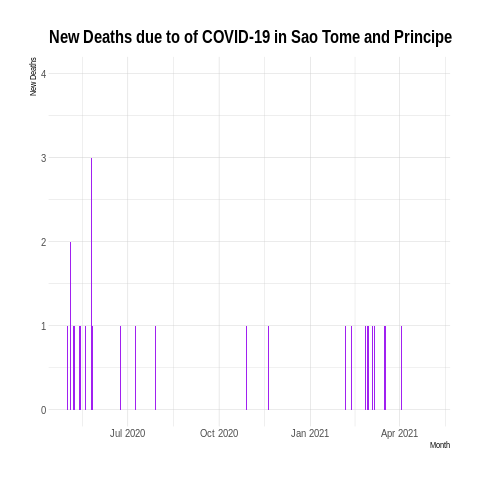 New Deaths due to of COVID-19 in Sao Tome and Principe
New Deaths
4
3
2
1
0
Jul 2020 Oct 2020 Jan 2021 Apr 2021
Month